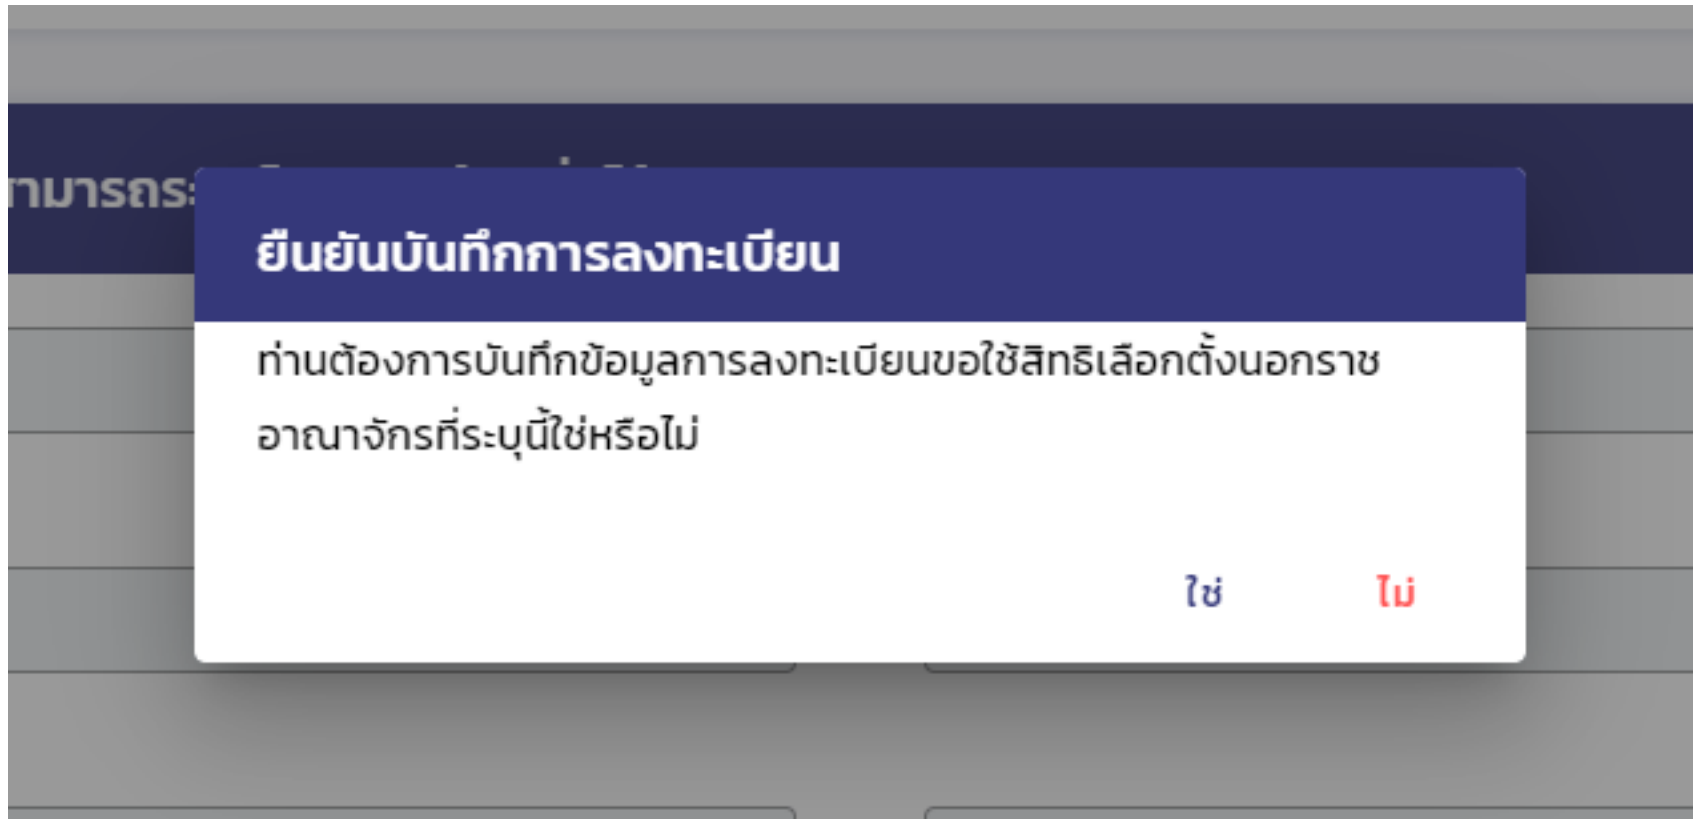 ยืนยันบันทึกการลงทะเบียน
ท่านต้องการบันทึกข้อมูลการลงทะเบียนขอใช้สิทธิเลือกตั้งนอกราช
อาณาจักรที่ระบุนี้ใช่หรือไม่
ใช่ ไม่